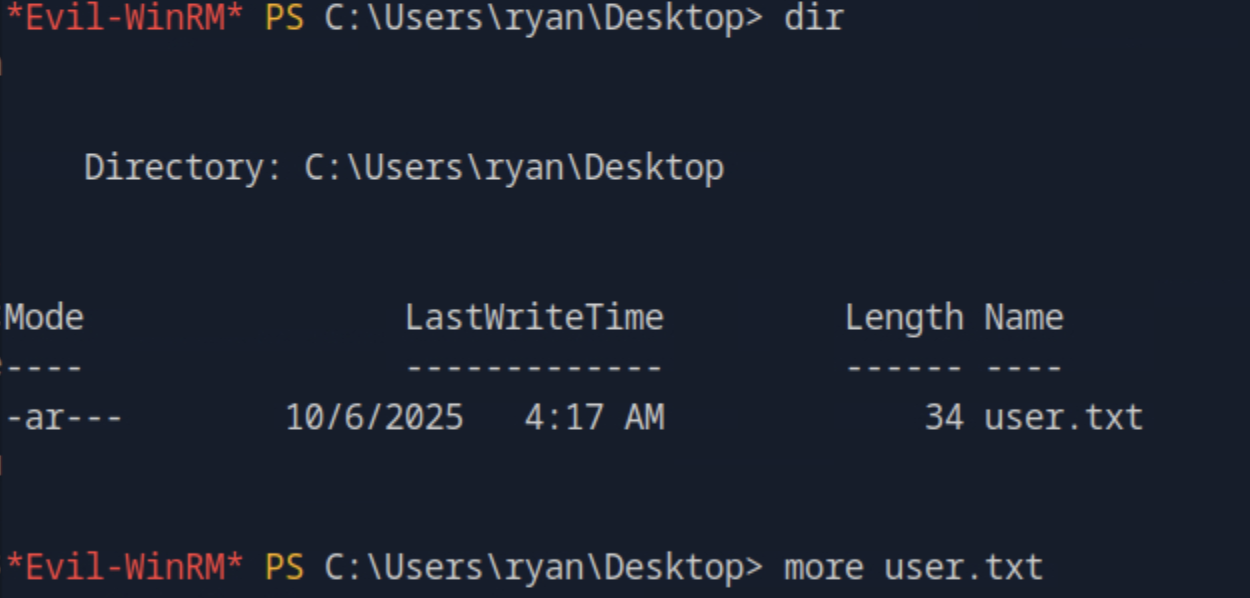 *Evil-WinRM* PS C:\Users\ryan\Desktop> dir
Directory: C:\Users\ryan\Desktop
Mode                LastWriteTime         Length Name
----                -------------         ------ ----
-ar---        10/6/2025   4:17 AM             34 user.txt
*Evil-WinRM* PS C:\Users\ryan\Desktop> more user.txt